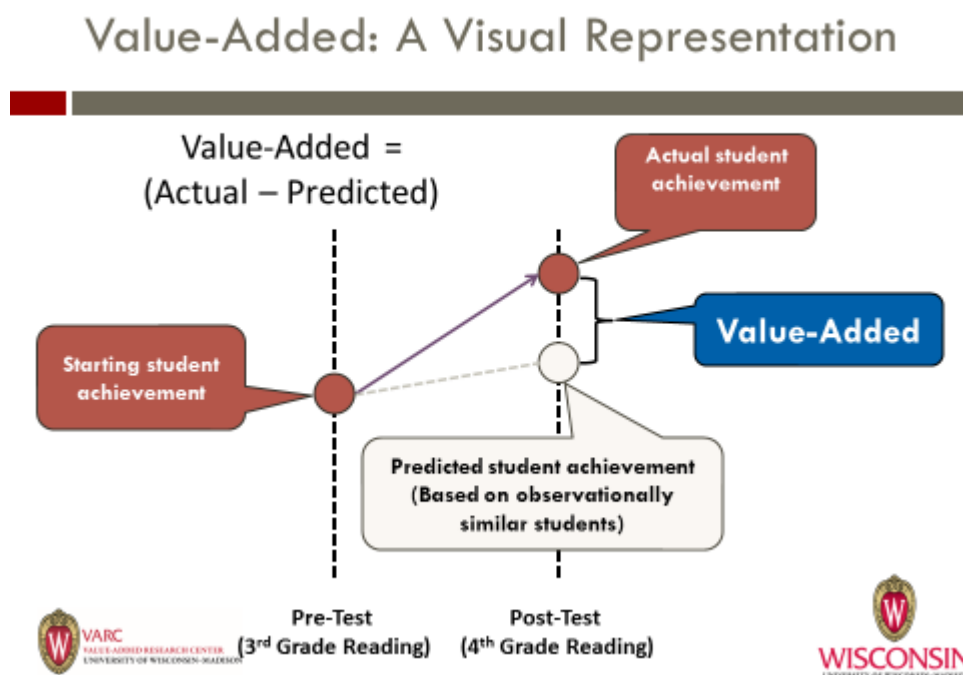 Value-Added: A Visual Representation
Value-Added =
(Actual – Predicted)
Actual student
achievement
Value-Added
Starting student
achievement
Predicted student achievement
(Based on observationally
similar students)
Pre-Test
(3rd Grade Reading)
Post-Test
(4th Grade Reading)
W
VARC
VALUE-ADDED RESEARCH CENTER
UNIVERSITY OF WISCONSIN-MADISON
W
WISCONSIN